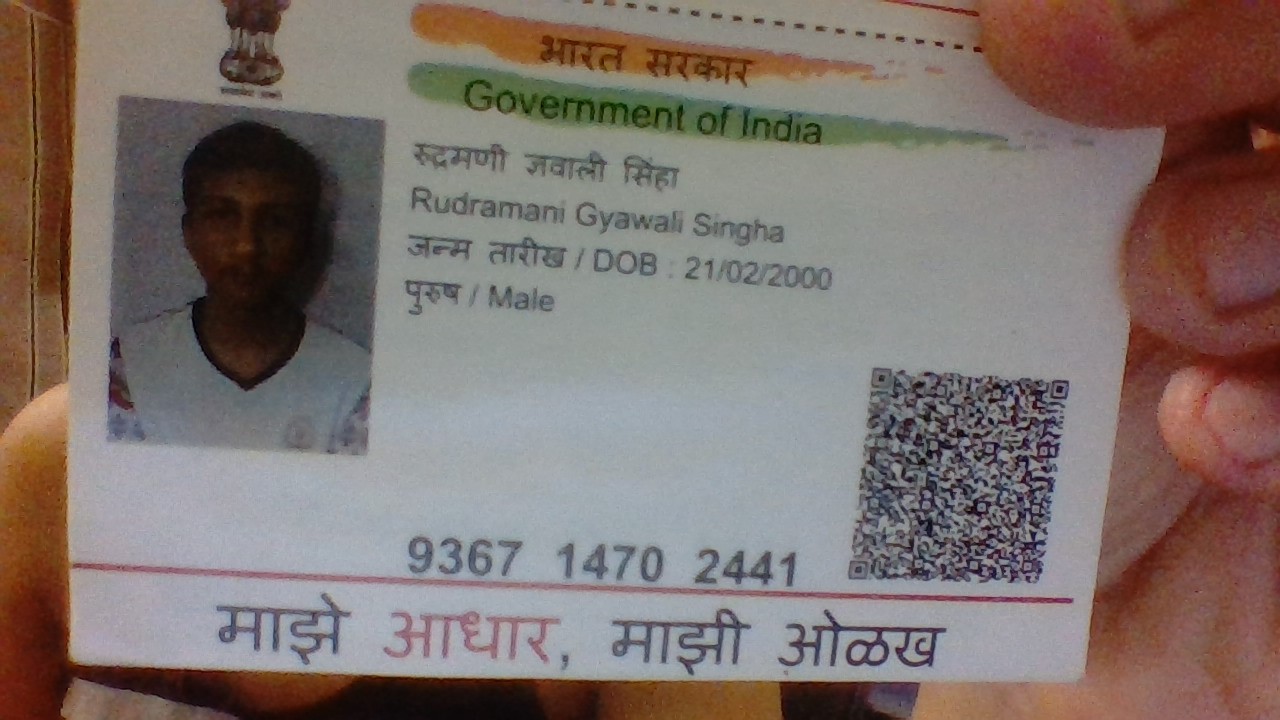 भारत सरकार
Government of India
रुद्रमणी ज्ञवाली सिंहा
Rudramani Gyawali Singha
जन्म तारीख / DOB : 21/02/2000
पुरुष / Male
9367 1470 2441
माझे आधार, माझी ओळख